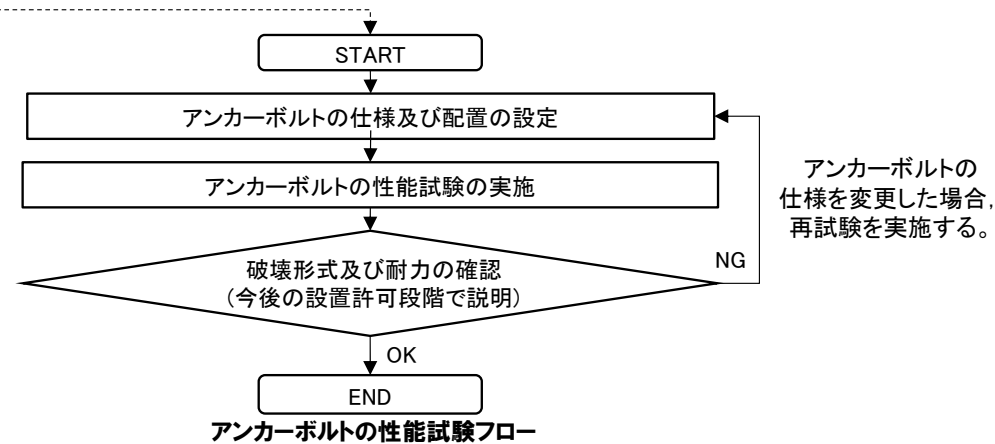 START
アンカーボルトの仕様及び配置の設定
アンカーボルトの性能試験の実施
アンカーボルトの
仕様を変更した場合,
再試験を実施する。
破壊形式及び耐力の確認
(今後の設置許可段階で説明)
NG
OK
END
アンカーボルトの性能試験フロー